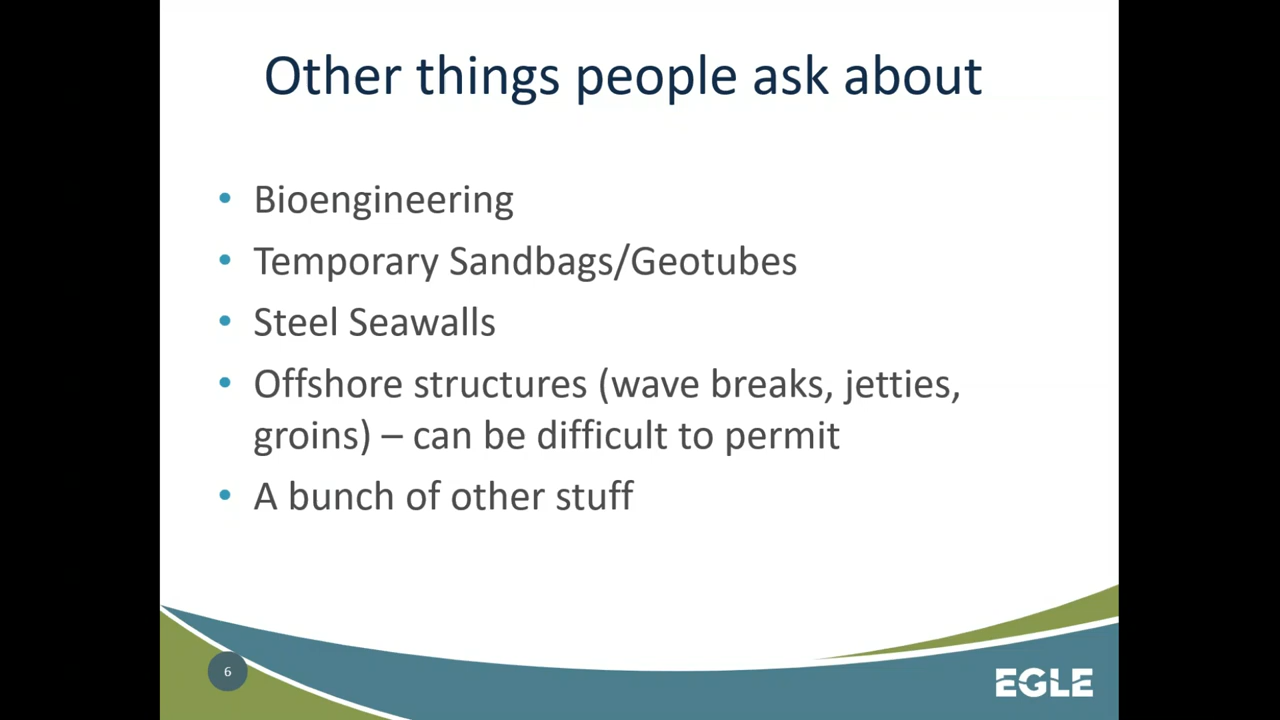 Other things people ask about
• Bioengineering
• Temporary Sandbags/Geotubes
• Steel Seawalls
• Offshore structures (wave breaks, jetties,
groins) – can be difficult to permit
• A bunch of other stuff
6
EGLE